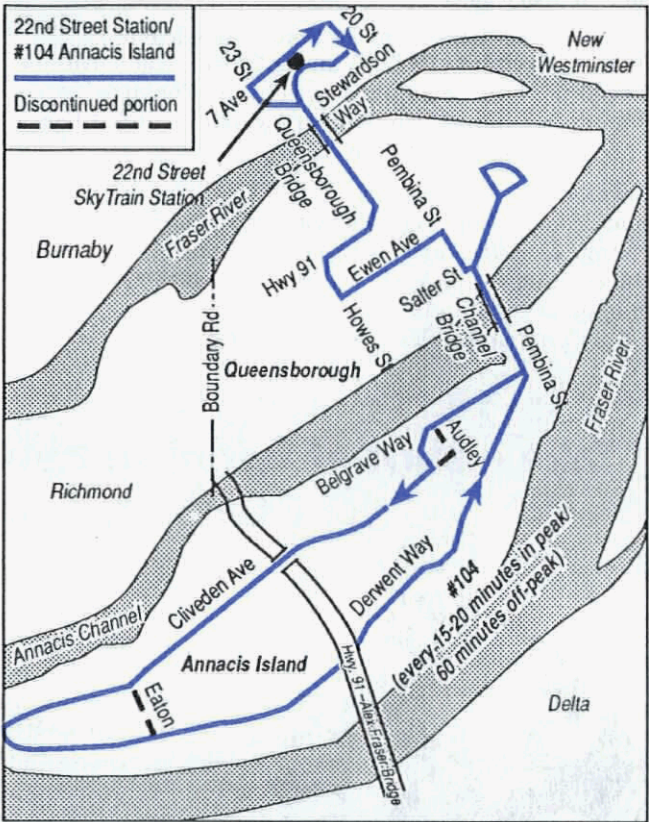 22nd Street Station/
#104 Annacis Island
Discontinued portion
20 St
23 St
7 Ave
Stewardson
Way
New
Westminster
22nd Street
SkyTrain Station
Queensborough
Bridge
Pembina St
Fraser River
Burnaby
Hwy 91
Ewen Ave
Salter St
Channel
Bridge
Howes St
Boundary Rd
Queensborough
Pembina St
Fraser River
Audley
Belgrave Way
Richmond
Derwent Way
#104
(every 15-20 minutes in peak/
60 minutes off-peak)
Cliveden Ave
Annacis Channel
Annacis Island
Eaton
Hwy. 91 - Alex Fraser Bridge
Delta